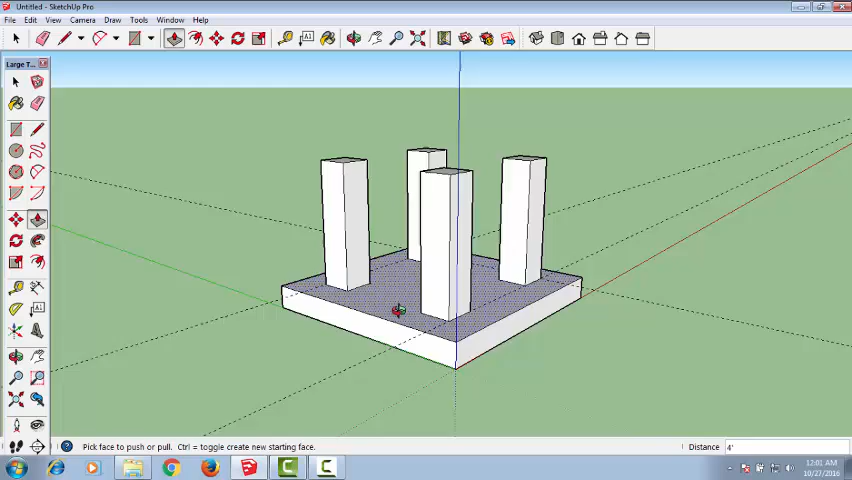 Untitled - SketchUp Pro
File Edit View Camera Draw Tools Window Help
Large T...
Pick face to push or pull. Ctrl = toggle create new starting face.
Distance 4'
12:01 AM
10/27/2016